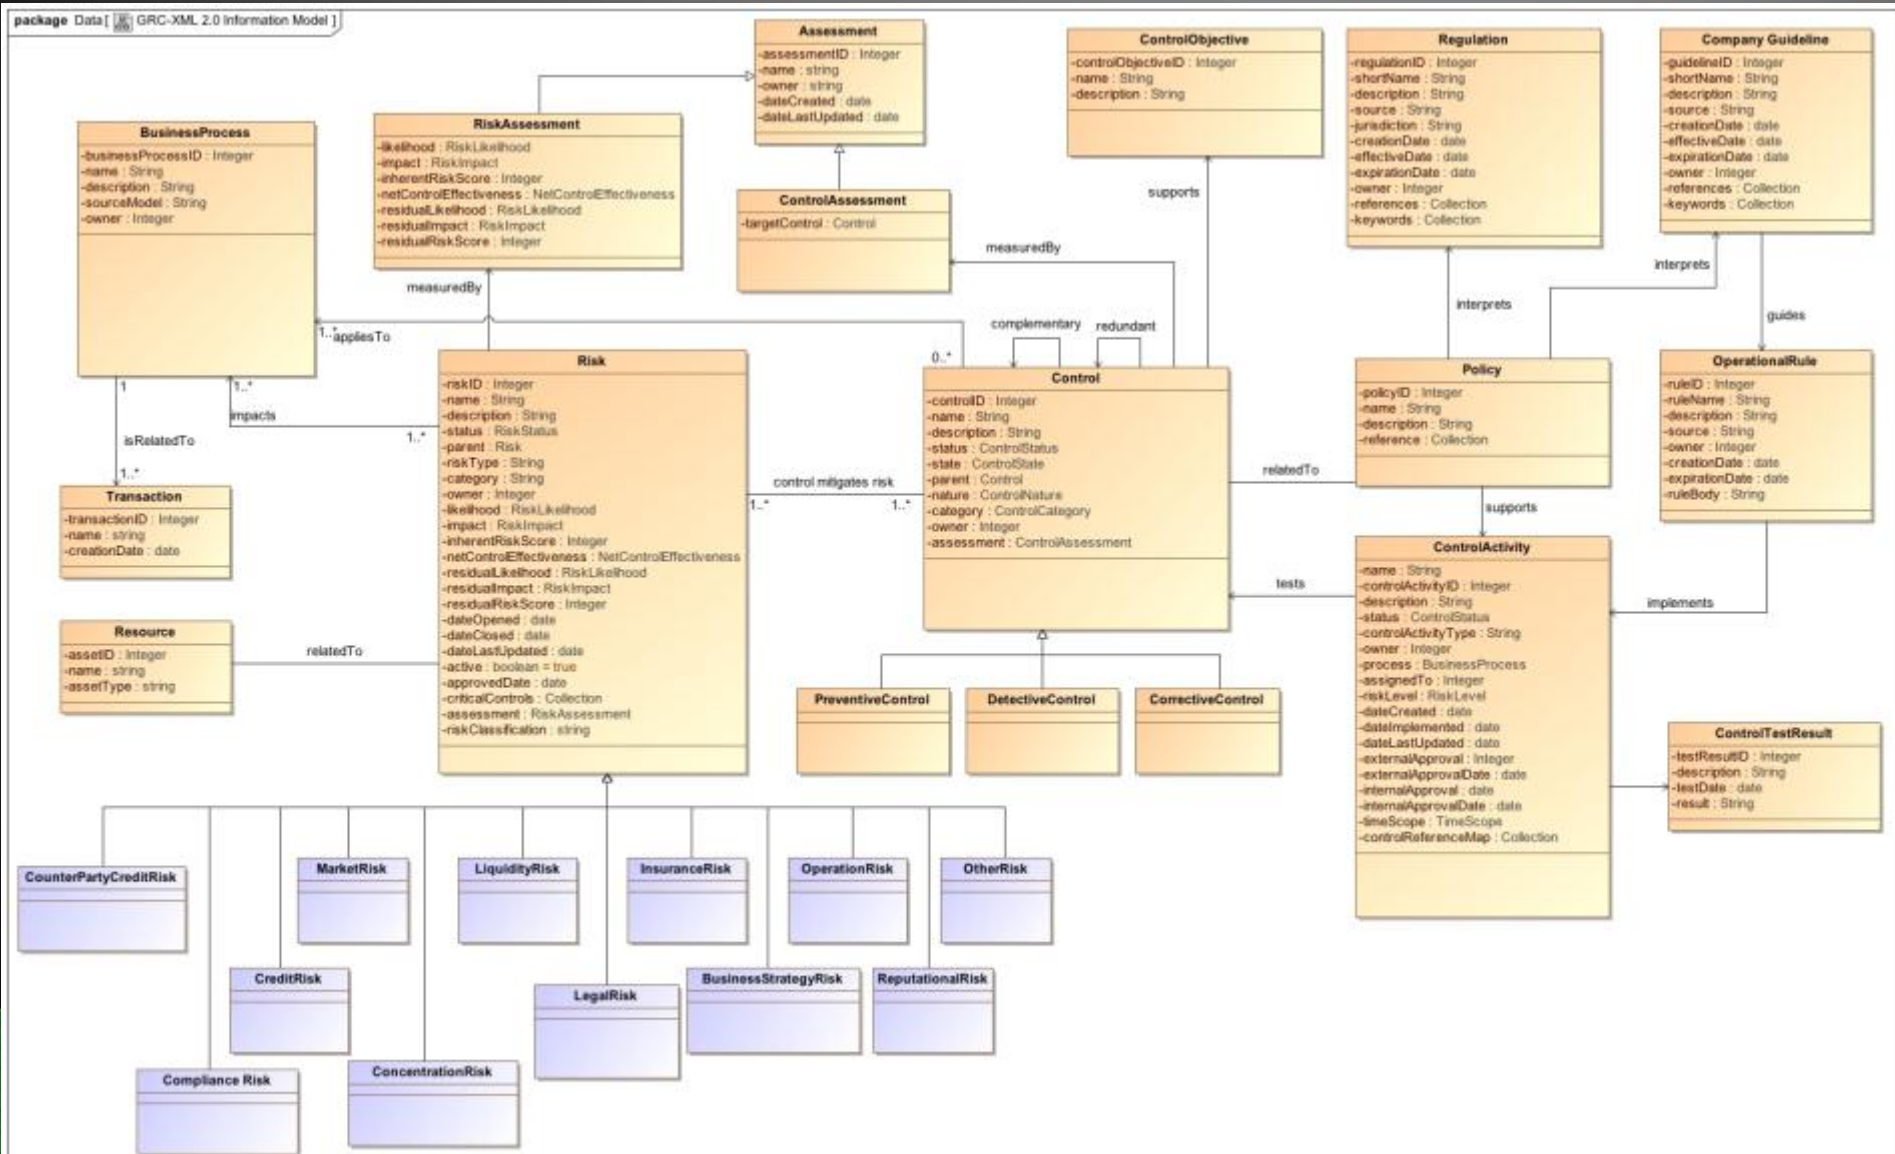 package Data [ GRC-XML 2.0 Information Model ]
Assessment
-assessmentID : Integer
-name : string
-owner : string
-dateCreated : date
-dateLastUpdated : date
ControlObjective
-controlObjectiveID : Integer
-name : String
-description : String
Regulation
-regulationID : Integer
-shortName : String
-description : String
-source : String
-jurisdiction : String
-creationDate : date
-effectiveDate : date
-expirationDate : date
-owner : Integer
-references : Collection
-keywords : Collection
Company Guideline
-guidelineID : Integer
-shortName : String
-description : String
-source : String
-creationDate : date
-effectiveDate : date
-expirationDate : date
-owner : Integer
-references : Collection
-keywords : Collection
BusinessProcess
-businessProcessID : Integer
-name : String
-description : String
-sourceModel : String
-owner : Integer
RiskAssessment
-likelihood : RiskLikelihood
-impact : RiskImpact
-inherentRiskScore : Integer
-netControlEffectiveness : NetControlEffectiveness
-residualLikelihood : RiskLikelihood
-residualImpact : RiskImpact
-residualRiskScore : Integer
ControlAssessment
-targetControl : Control
supports
measuredBy
measuredBy
interprets
interprets
guides
1..*
appliesTo
complementary
redundant
0..*
1
1..*
impacts
1..*
isRelatedTo
1..*
Risk
-riskID : Integer
-name : String
-description : String
-status : RiskStatus
-parent : Risk
-riskType : String
-category : String
-owner : Integer
-likelihood : RiskLikelihood
-impact : RiskImpact
-inherentRiskScore : Integer
-netControlEffectiveness : NetControlEffectiveness
-residualLikelihood : RiskLikelihood
-residualImpact : RiskImpact
-residualRiskScore : Integer
-dateOpened : date
-dateClosed : date
-dateLastUpdated : date
-active : boolean = true
-approvedDate : date
-criticalControls : Collection
-assessment : RiskAssessment
-riskClassification : string
control mitigates risk
1..*
1..*
Control
-controlID : Integer
-name : String
-description : String
-status : ControlStatus
-state : ControlState
-parent : Control
-nature : ControlNature
-category : ControlCategory
-owner : Integer
-assessment : ControlAssessment
relatedTo
Policy
-policyID : Integer
-name : String
-description : String
-reference : Collection
supports
OperationalRule
-ruleID : Integer
-ruleName : String
-description : String
-source : String
-owner : Integer
-creationDate : date
-expirationDate : date
-ruleBody : String
implements
tests
Transaction
-transactionID : Integer
-name : string
-creationDate : date
Resource
-assetID : Integer
-name : string
-assetType : string
relatedTo
ControlActivity
-name : String
-controlActivityID : Integer
-description : String
-status : ControlStatus
-controlActivityType : String
-owner : Integer
-process : BusinessProcess
-assignedTo : Integer
-riskLevel : RiskLevel
-dateCreated : date
-dateImplemented : date
-dateLastUpdated : date
-externalApproval : Integer
-externalApprovalDate : date
-internalApproval : date
-internalApprovalDate : date
-timeScope : TimeScope
-controlReferenceMap : Collection
PreventiveControl
DetectiveControl
CorrectiveControl
ControlTestResult
-testResultID : Integer
-description : String
-testDate : date
-result : String
CounterPartyCreditRisk
MarketRisk
LiquidityRisk
InsuranceRisk
OperationRisk
OtherRisk
CreditRisk
LegalRisk
BusinessStrategyRisk
ReputationalRisk
Compliance Risk
ConcentrationRisk